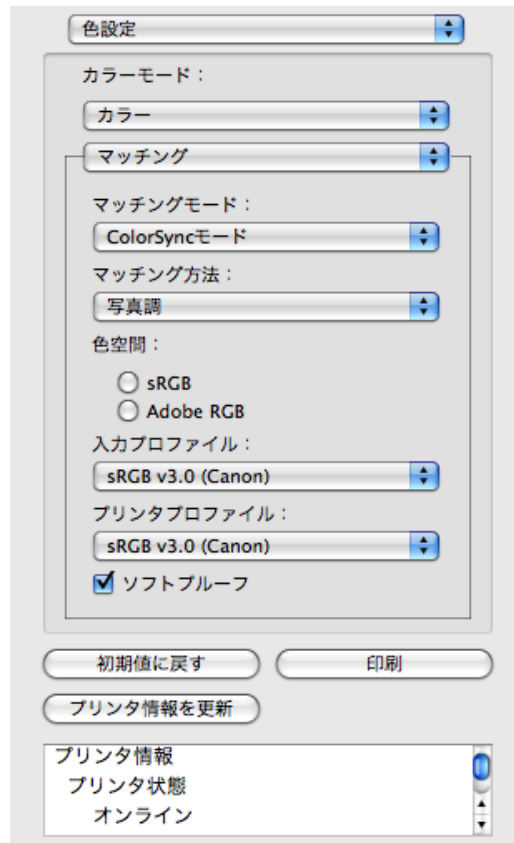 色設定
カラーモード：
カラー
マッチング
マッチングモード：
ColorSyncモード
マッチング方法：
写真調
色空間：
sRGB
Adobe RGB
入力プロファイル：
sRGB v3.0 (Canon)
プリンタプロファイル：
sRGB v3.0 (Canon)
ソフトプルーフ
初期値に戻す 印刷
プリンタ情報を更新
プリンタ情報
プリンタ状態
オンライン